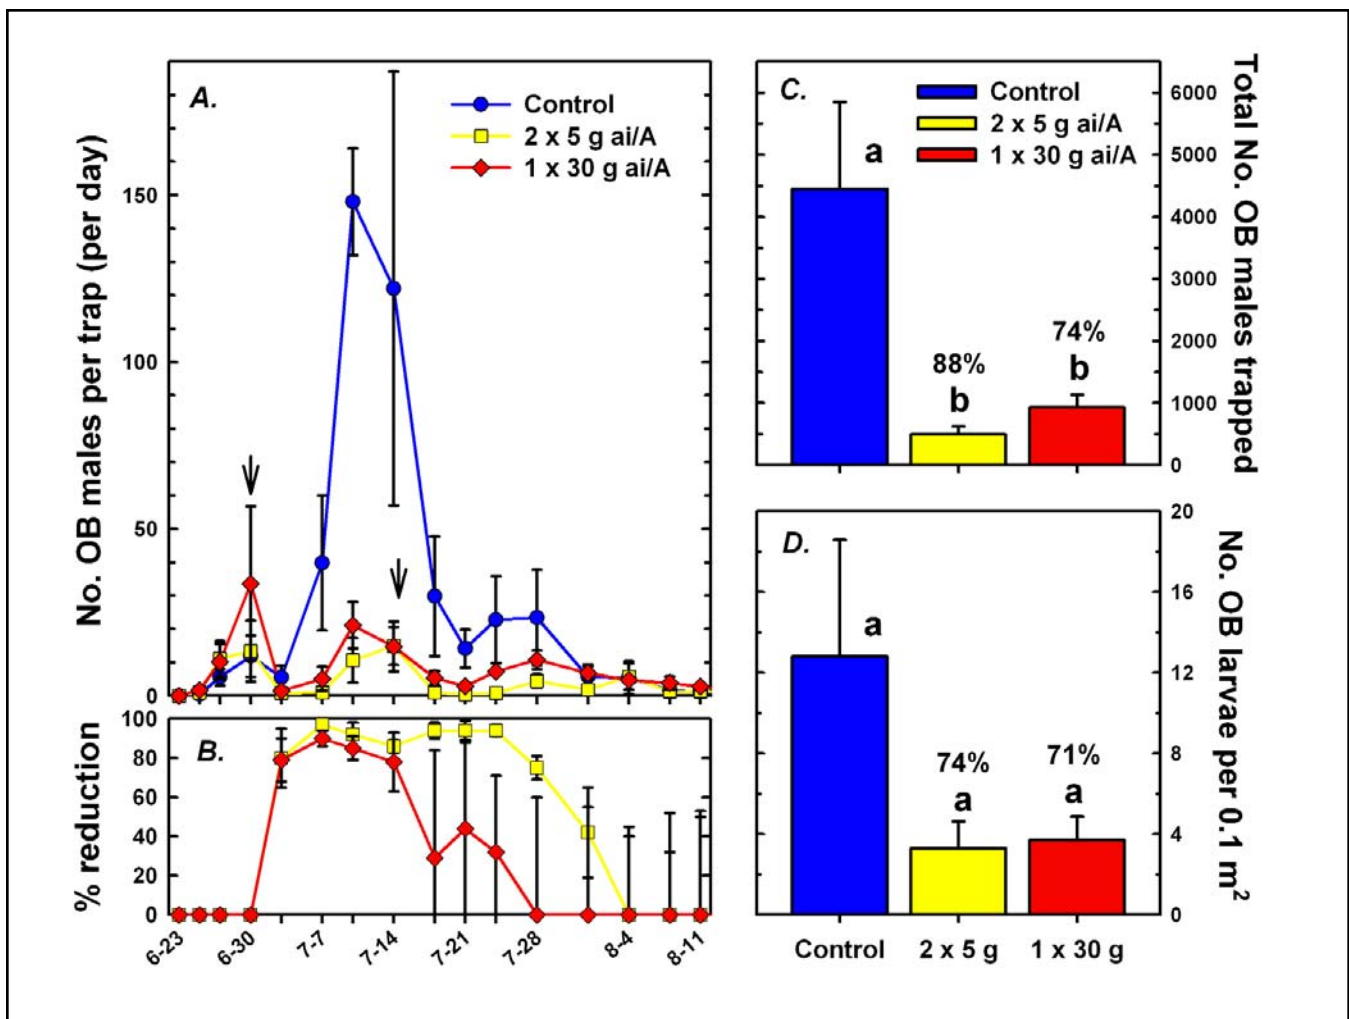 A.
Control
2 x 5 g ai/A
1 x 30 g ai/A
No. OB males per trap (per day)
150
100
50
0
B.
% reduction
100
80
60
40
20
0
6-23
6-30
7-7
7-14
7-21
7-28
8-4
8-11
C.
Control
2 x 5 g ai/A
1 x 30 g ai/A
a
88%
b
74%
b
6000
5000
4000
3000
2000
1000
0
Total No. OB males trapped
D.
a
74%
a
71%
a
20
16
12
8
4
0
No. OB larvae per 0.1 m²
Control
2 x 5 g
1 x 30 g